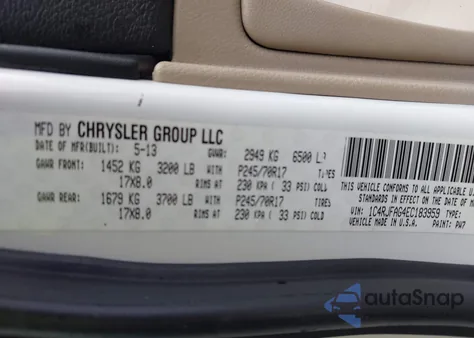 MFD BY CHRYSLER GROUP LLC
DATE OF MFR(BUILT): 5-13 GVWR: 2949 KG 6500 L
GAWR FRONT: 1452 KG 3200 LB WITH P245/70R17 TIRES
17X8.0 RIMS AT 230 KPA ( 33 PSI) COLD
GAWR REAR: 1679 KG 3700 LB WITH P245/70R17 TIRES
17X8.0 RIMS AT 230 KPA ( 33 PSI) COLD
THIS VEHICLE CONFORMS TO ALL APPLICAB
STANDARDS IN EFFECT ON THE DATE OF MA
VIN: 1C4RJFAG4EC183959 TYPE:
VEHICLE MADE IN U.S.A. PAINT: PW7
autoSnap